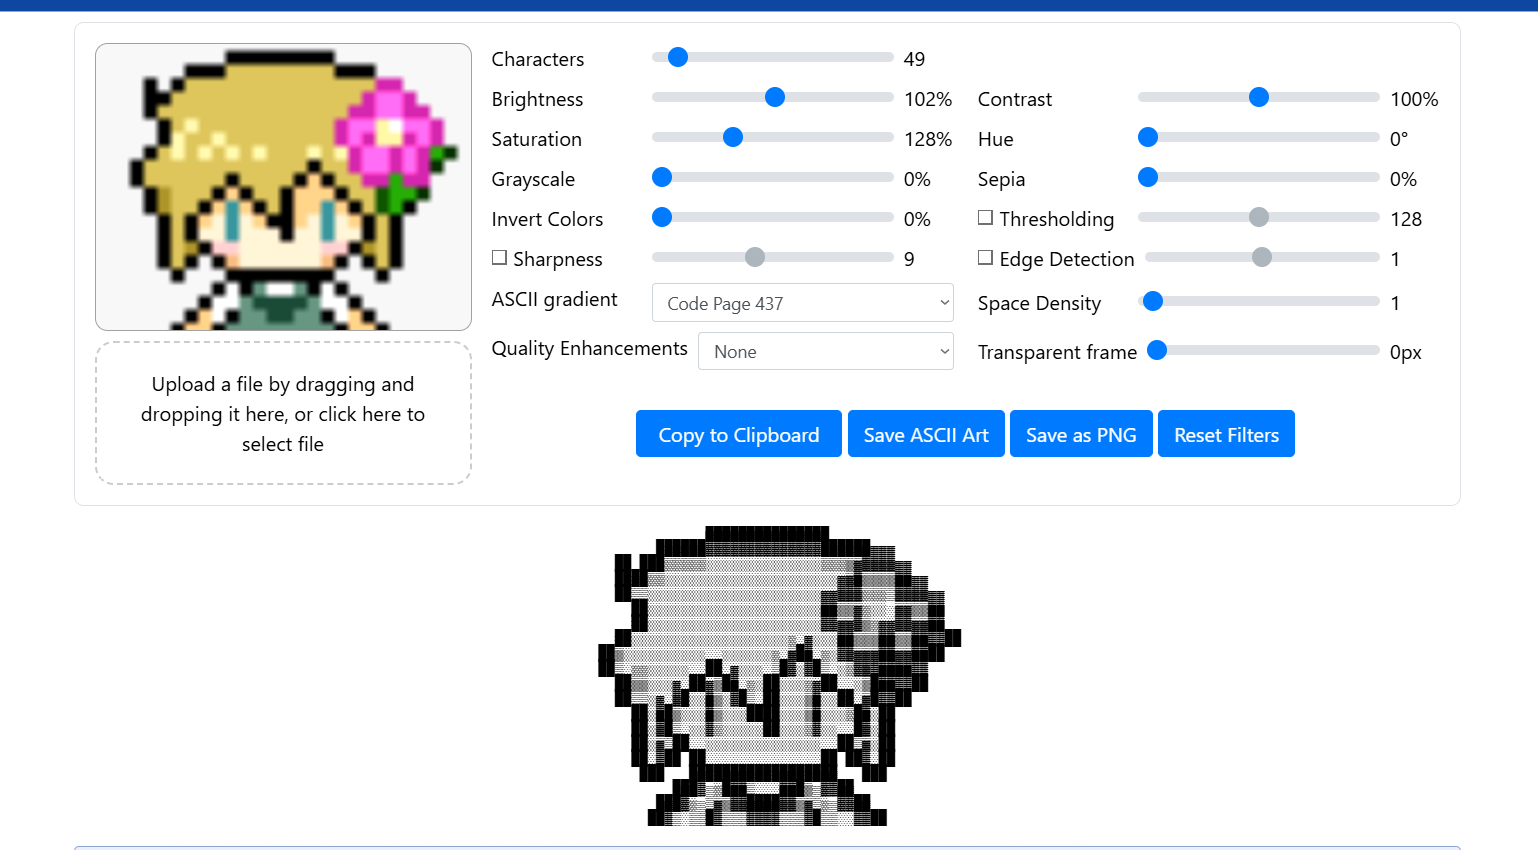 Characters 49
Brightness 102% Contrast 100%
Saturation 128% Hue 0°
Grayscale 0% Sepia 0%
Invert Colors 0% Thresholding 128
Sharpness 9 Edge Detection 1
ASCII gradient Code Page 437 Space Density 1
Quality Enhancements None Transparent frame 0px
Upload a file by dragging and
dropping it here, or click here to
select file
Copy to Clipboard Save ASCII Art Save as PNG Reset Filters